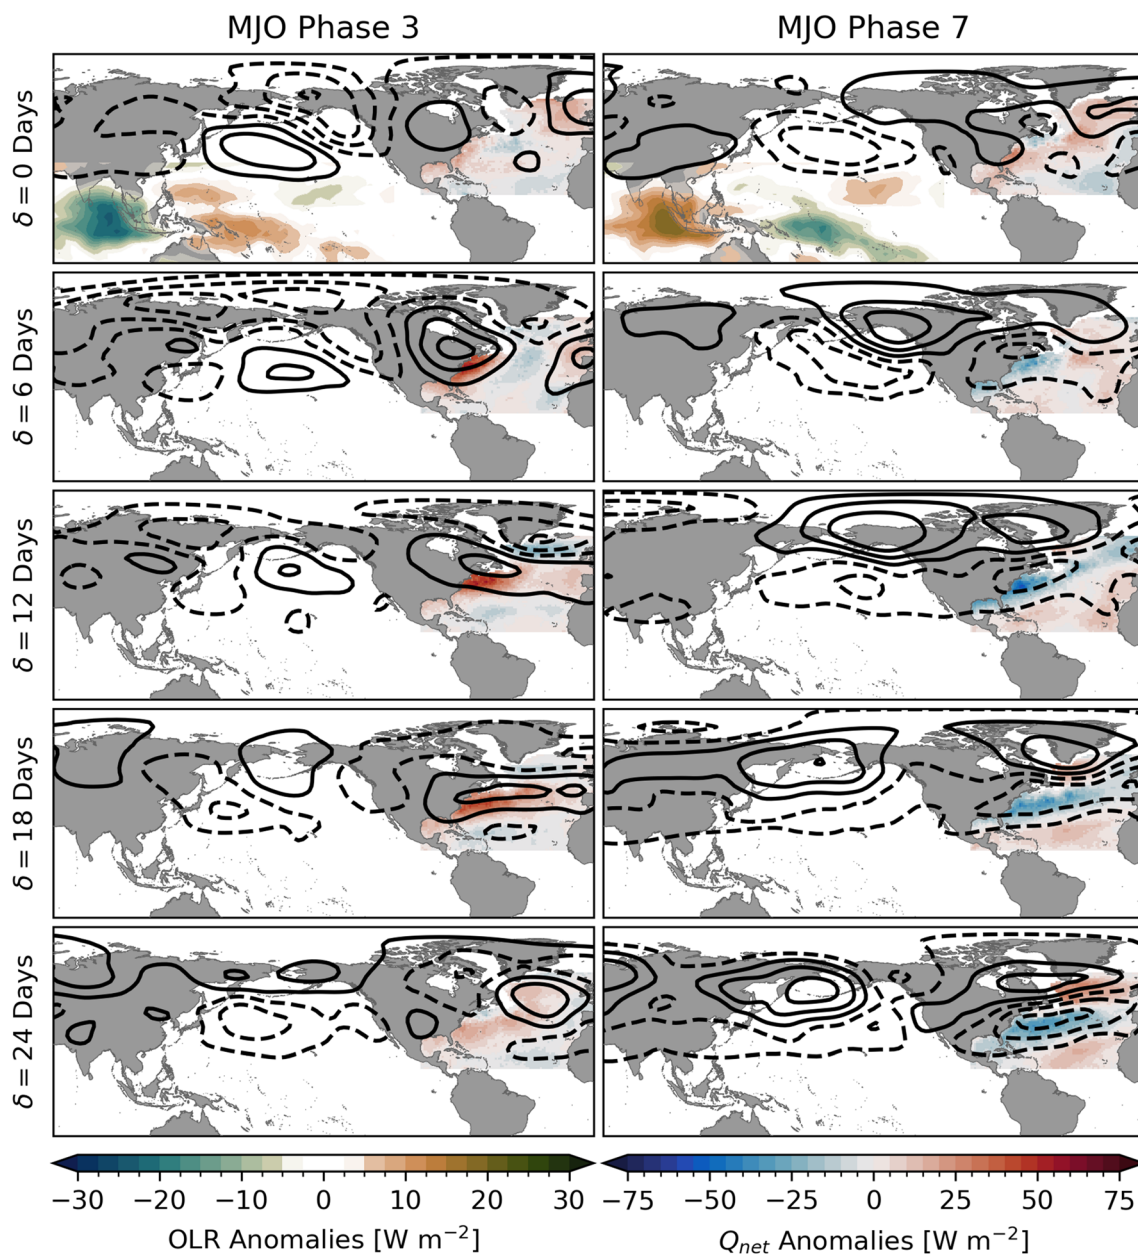 MJO Phase 3
MJO Phase 7
δ = 0 Days
δ = 6 Days
δ = 12 Days
δ = 18 Days
δ = 24 Days
−30 −20 −10 0 10 20 30
OLR Anomalies [W m⁻²]
−75 −50 −25 0 25 50 75
Qnet Anomalies [W m⁻²]